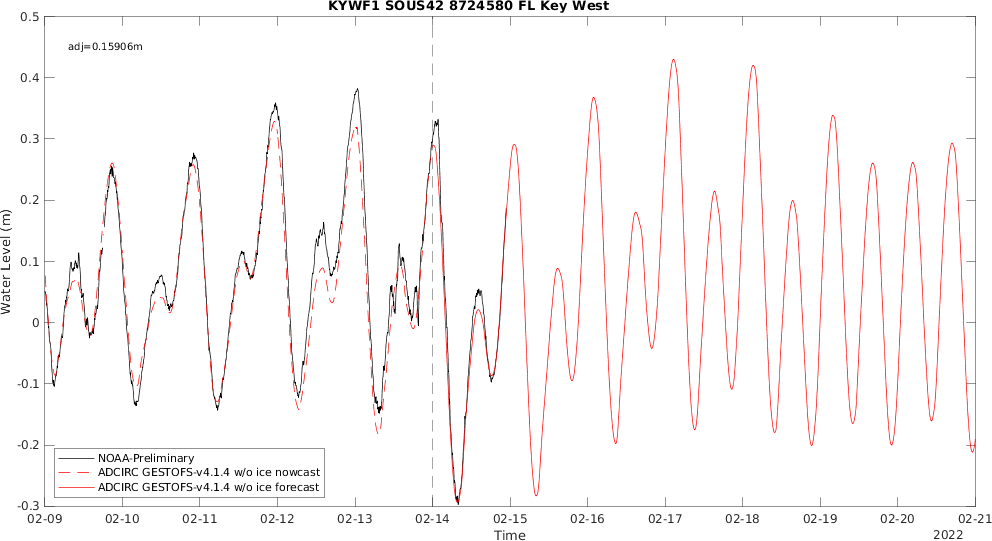 KYWF1 SOUS42 8724580 FL Key West
adj=0.15906m
0.5
0.4
0.3
0.2
0.1
0
-0.1
-0.2
-0.3
Water Level (m)
NOAA-Preliminary
ADCIRC GESTOFS-v4.1.4 w/o ice nowcast
ADCIRC GESTOFS-v4.1.4 w/o ice forecast
02-09 02-10 02-11 02-12 02-13 02-14 02-15 02-16 02-17 02-18 02-19 02-20 02-21
Time
2022